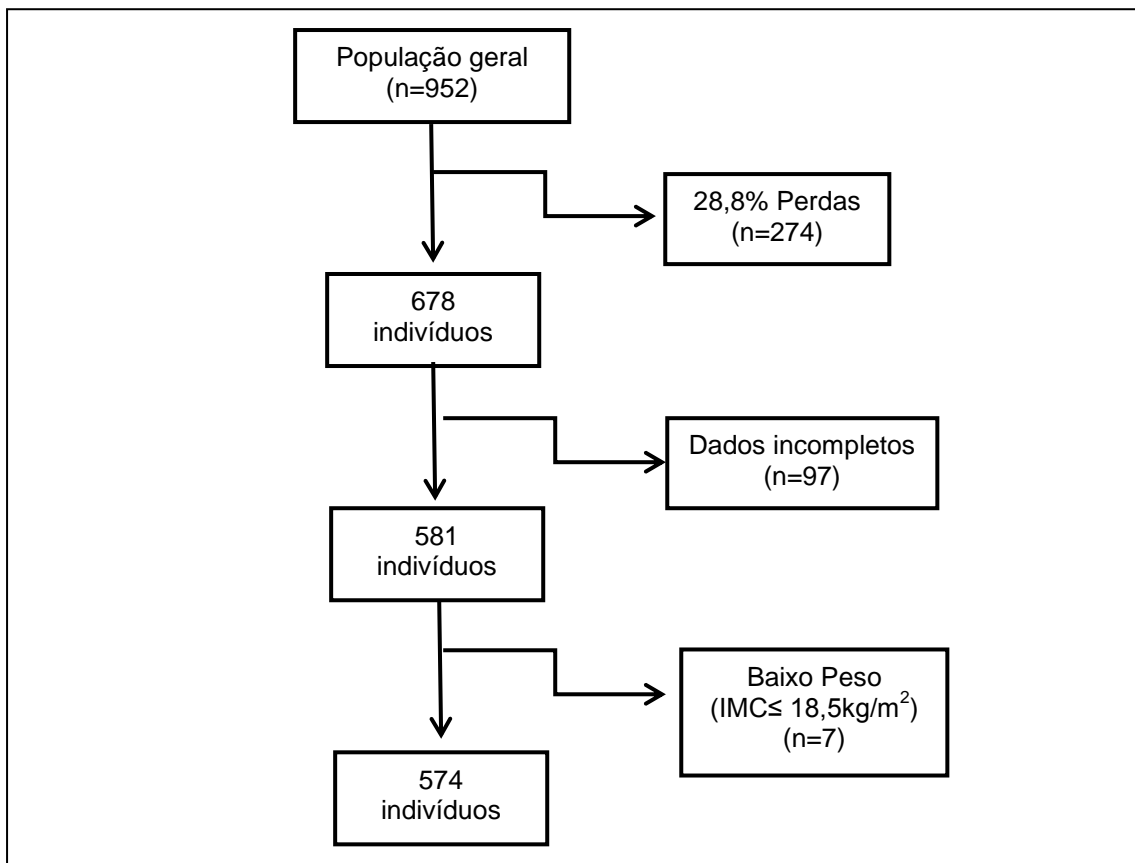 População geral
(n=952)
28,8% Perdas
(n=274)
678
indivíduos
Dados incompletos
(n=97)
581
indivíduos
Baixo Peso
(IMC≤ 18,5kg/m²)
(n=7)
574
indivíduos